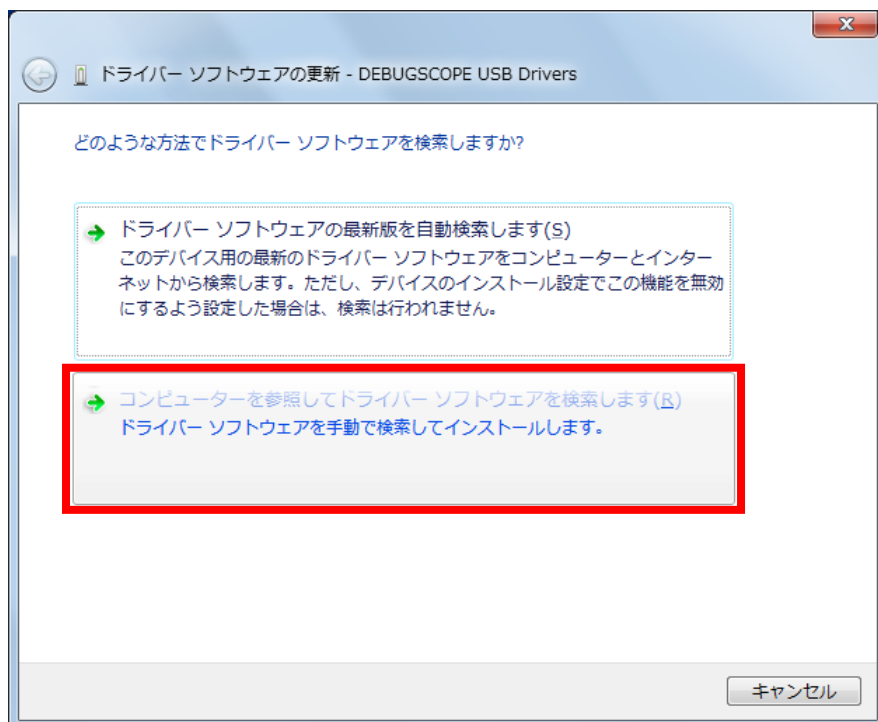 ドライバー ソフトウェアの更新 - DEBUGSCOPE USB Drivers
どのような方法でドライバー ソフトウェアを検索しますか?
ドライバー ソフトウェアの最新版を自動検索します(S)
このデバイス用の最新のドライバー ソフトウェアをコンピューターとインター
ネットから検索します。ただし、デバイスのインストール設定でこの機能を無効
にするよう設定した場合は、検索は行われません。
コンピューターを参照してドライバー ソフトウェアを検索します(R)
ドライバー ソフトウェアを手動で検索してインストールします。
キャンセル